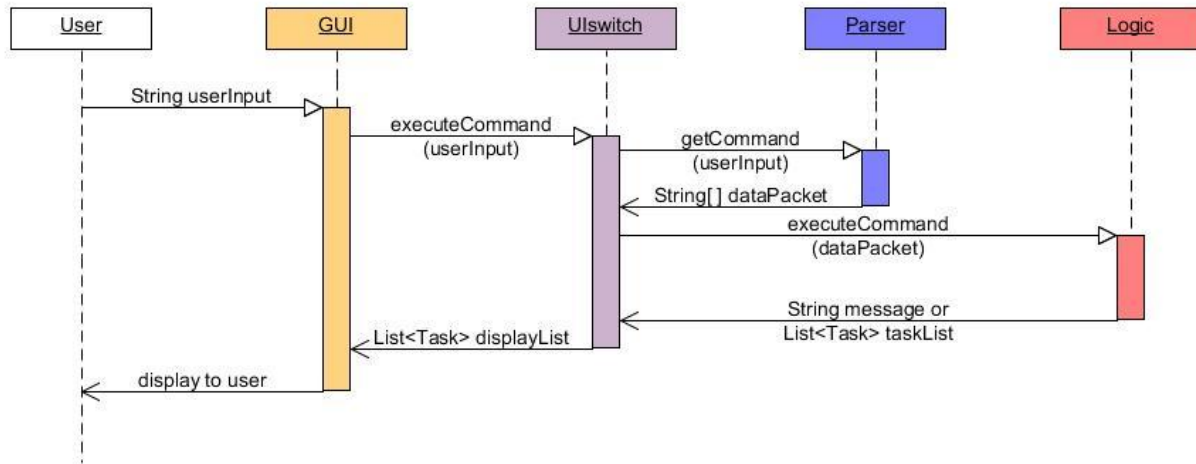 User
GUI
UIswitch
Parser
Logic
String userInput
executeCommand
(userInput)
getCommand
(userInput)
String[ ] dataPacket
executeCommand
(dataPacket)
String message or
List<Task> taskList
List<Task> displayList
display to user